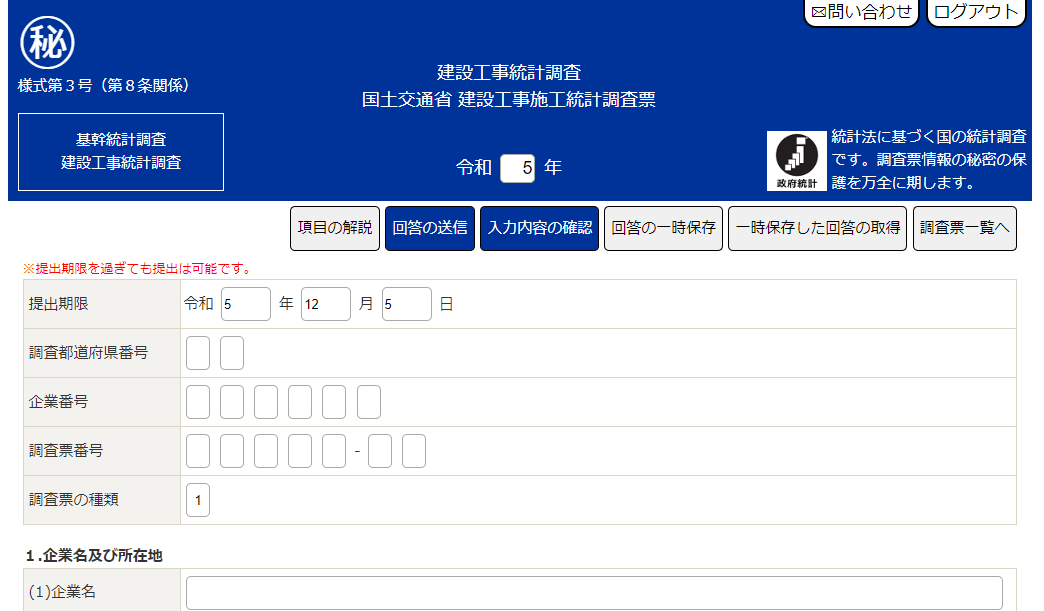 ✉問い合わせ
ログアウト
秘
様式第３号（第８条関係）
建設工事統計調査
国土交通省 建設工事施工統計調査票
基幹統計調査
建設工事統計調査
令和 5 年
政府統計
統計法に基づく国の統計調査
です。調査票情報の秘密の保
護を万全に期します。
項目の解説
回答の送信
入力内容の確認
回答の一時保存
一時保存した回答の取得
調査票一覧へ
※提出期限を過ぎても提出は可能です。
提出期限
令和 5 年 12 月 5 日
調査都道府県番号
企業番号
調査票番号
-
調査票の種類
1
１.企業名及び所在地
(1)企業名